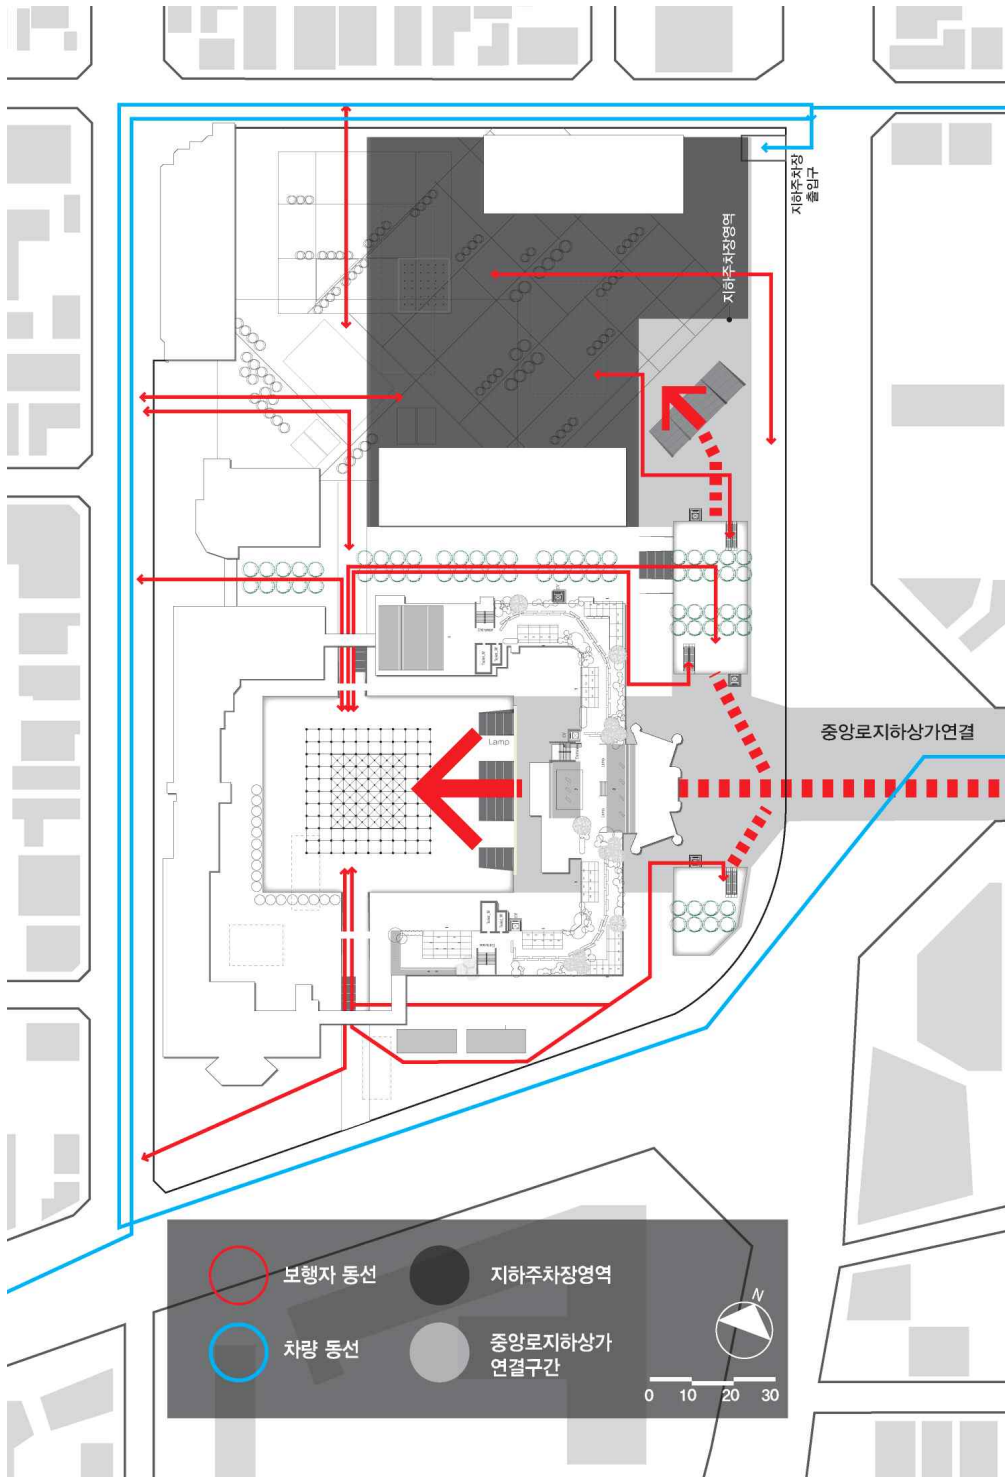 지하주차장
출입구
지하주차장영역
중앙로지하상가연결
Lamp
보행자 동선
지하주차장영역
차량 동선
중앙로지하상가
연결구간
N
0 10 20 30